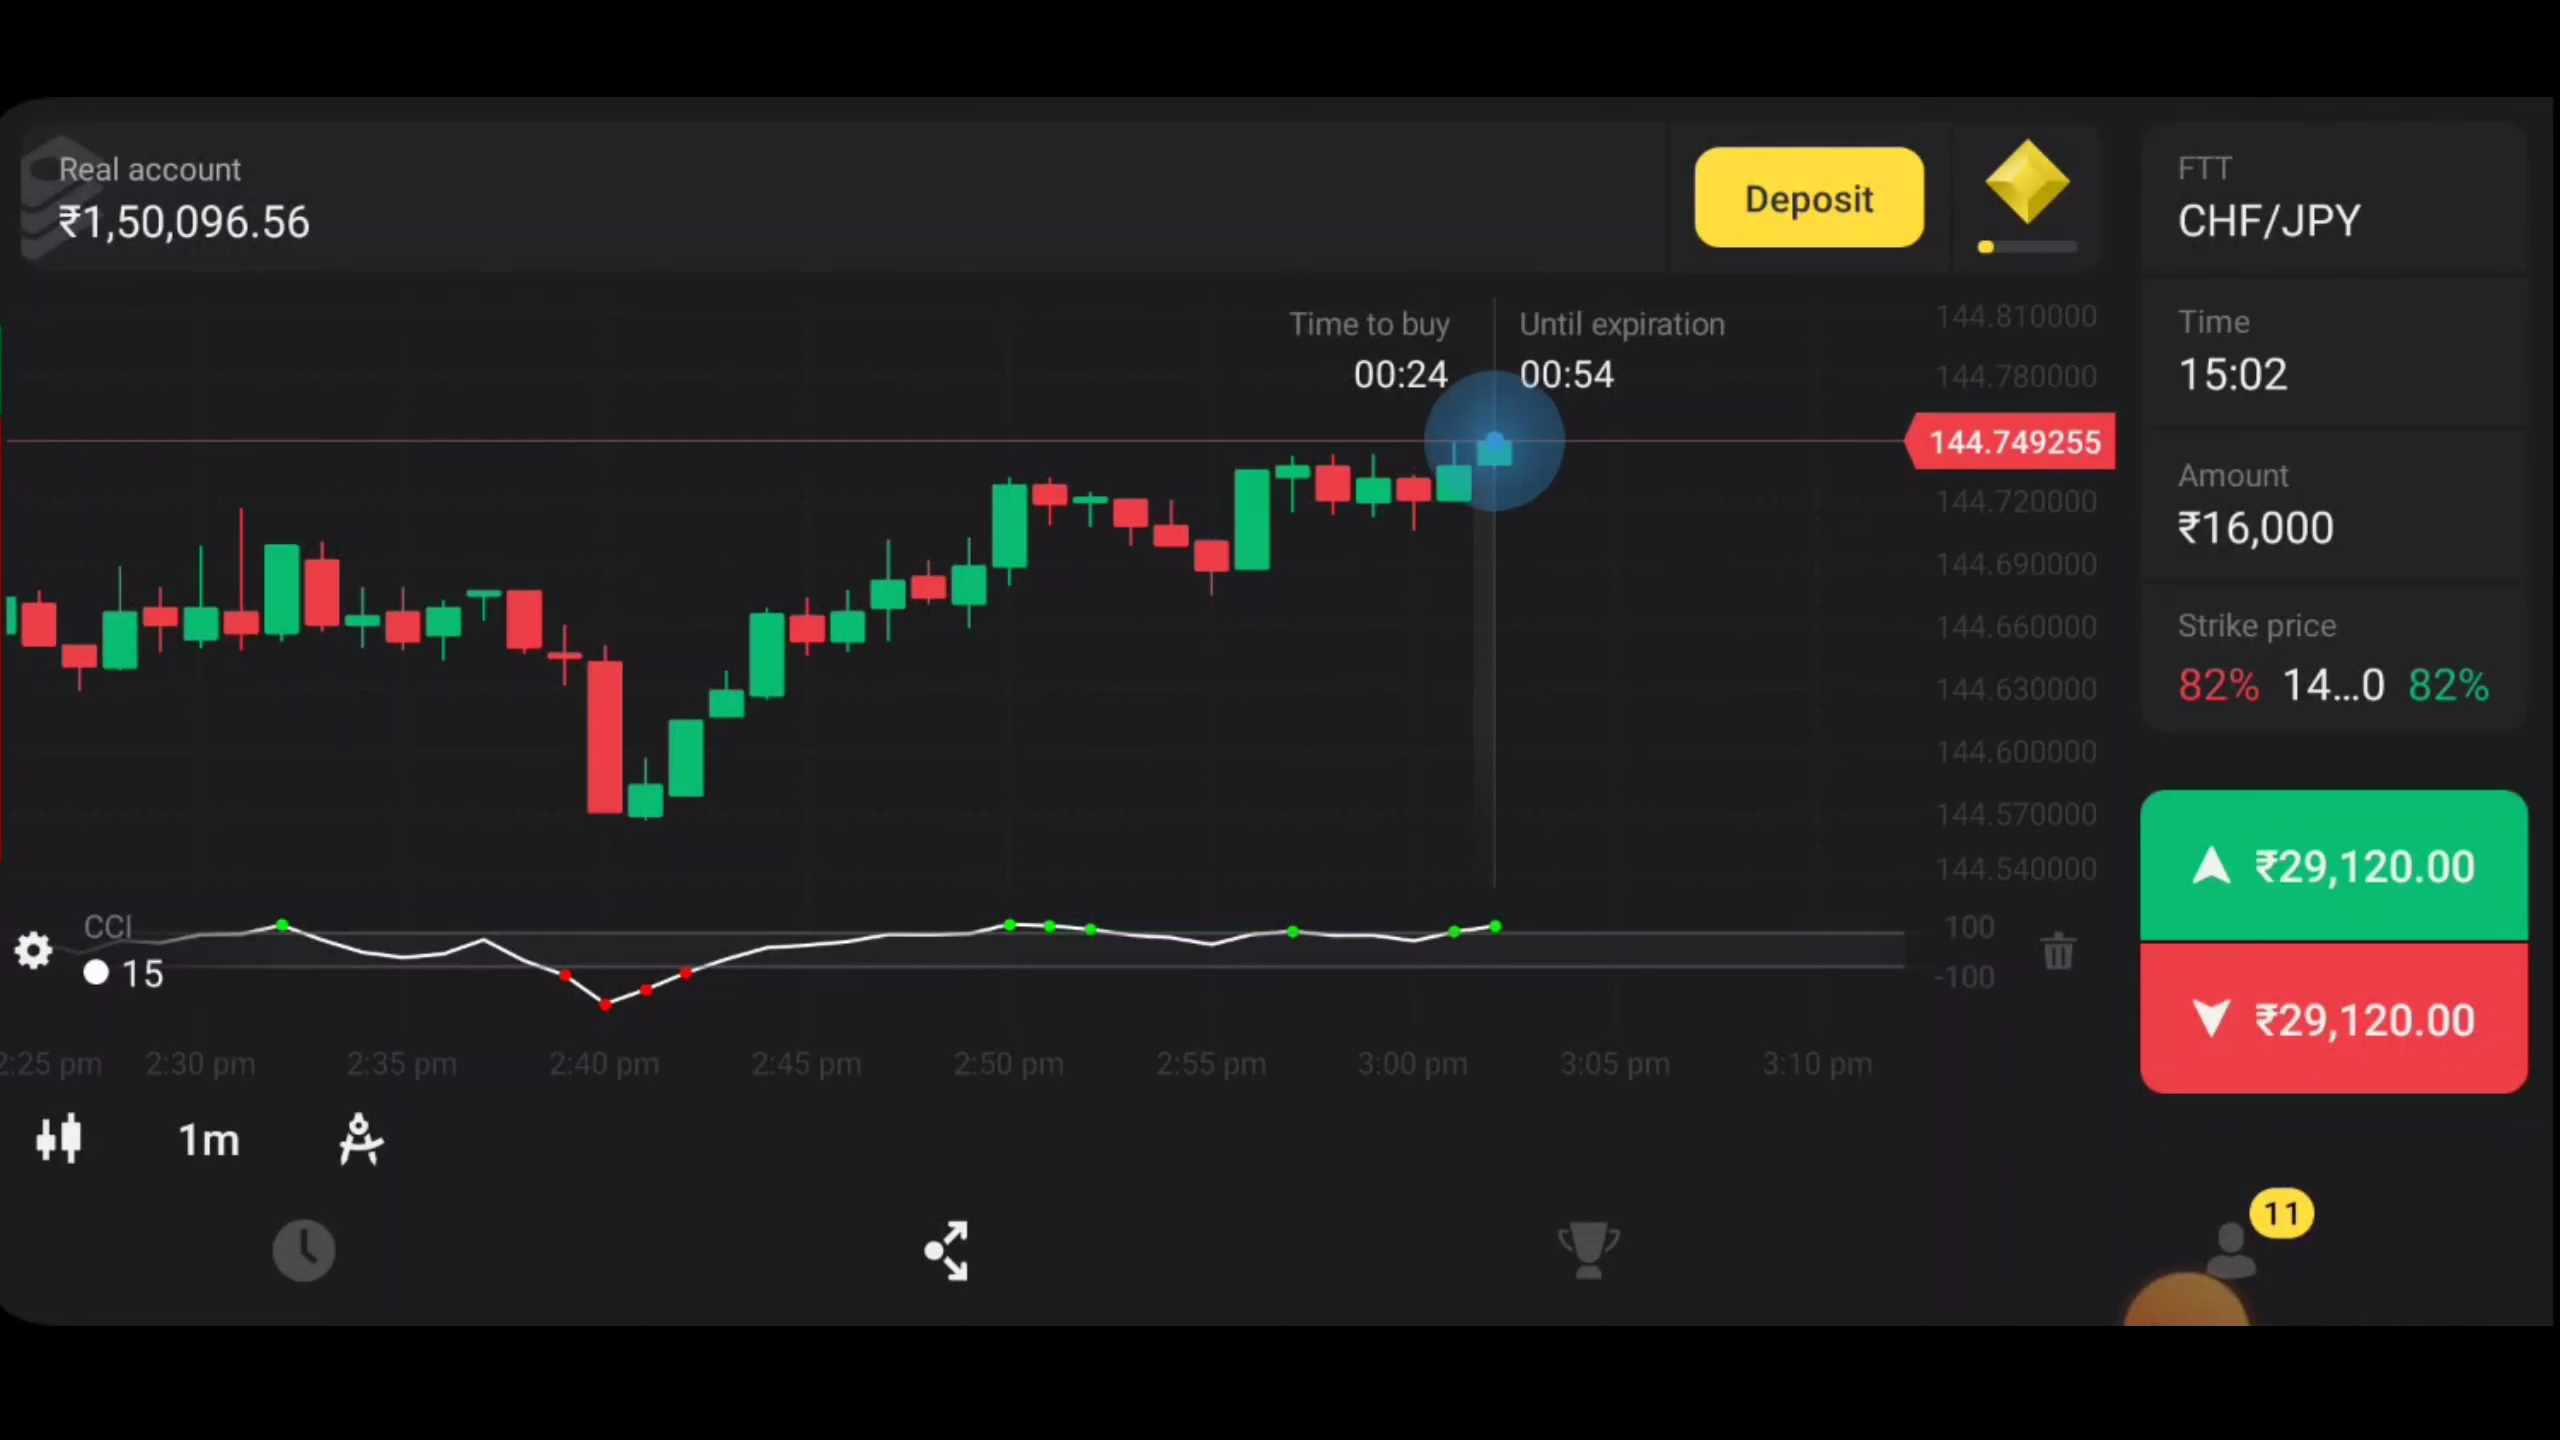 Real account
₹1,50,096.56
Deposit
FTT
CHF/JPY
Time to buy
00:24
Until expiration
00:54
Time
15:02
Amount
₹16,000
Strike price
82% 14...0 82%
144.810000
144.780000
144.749255
144.720000
144.690000
144.660000
144.630000
144.600000
144.570000
144.540000
₹29,120.00
₹29,120.00
CCI
15
100
-100
2:25 pm 2:30 pm 2:35 pm 2:40 pm 2:45 pm 2:50 pm 2:55 pm 3:00 pm 3:05 pm 3:10 pm
1m
11